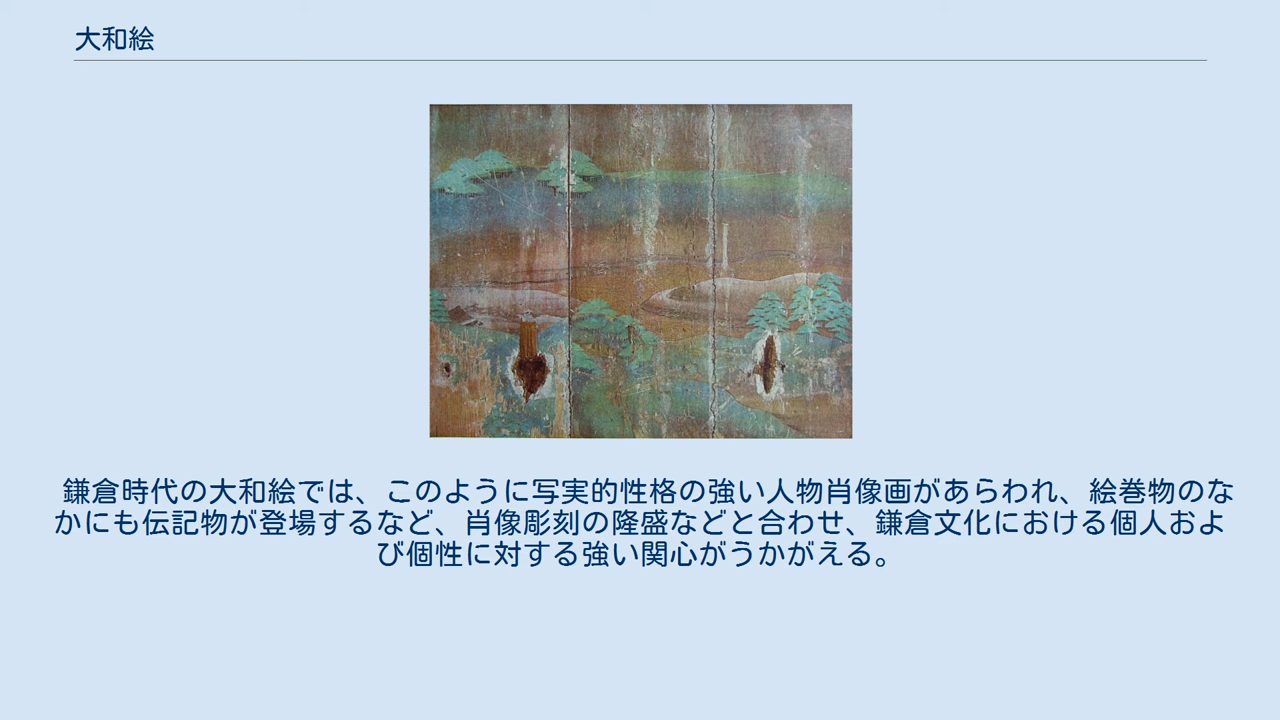 大和絵
鎌倉時代の大和絵では、このように写実的性格の強い人物肖像画があらわれ、絵巻物のな
かにも伝記物が登場するなど、肖像彫刻の隆盛などと合わせ、鎌倉文化における個人およ
び個性に対する強い関心がうかがえる。